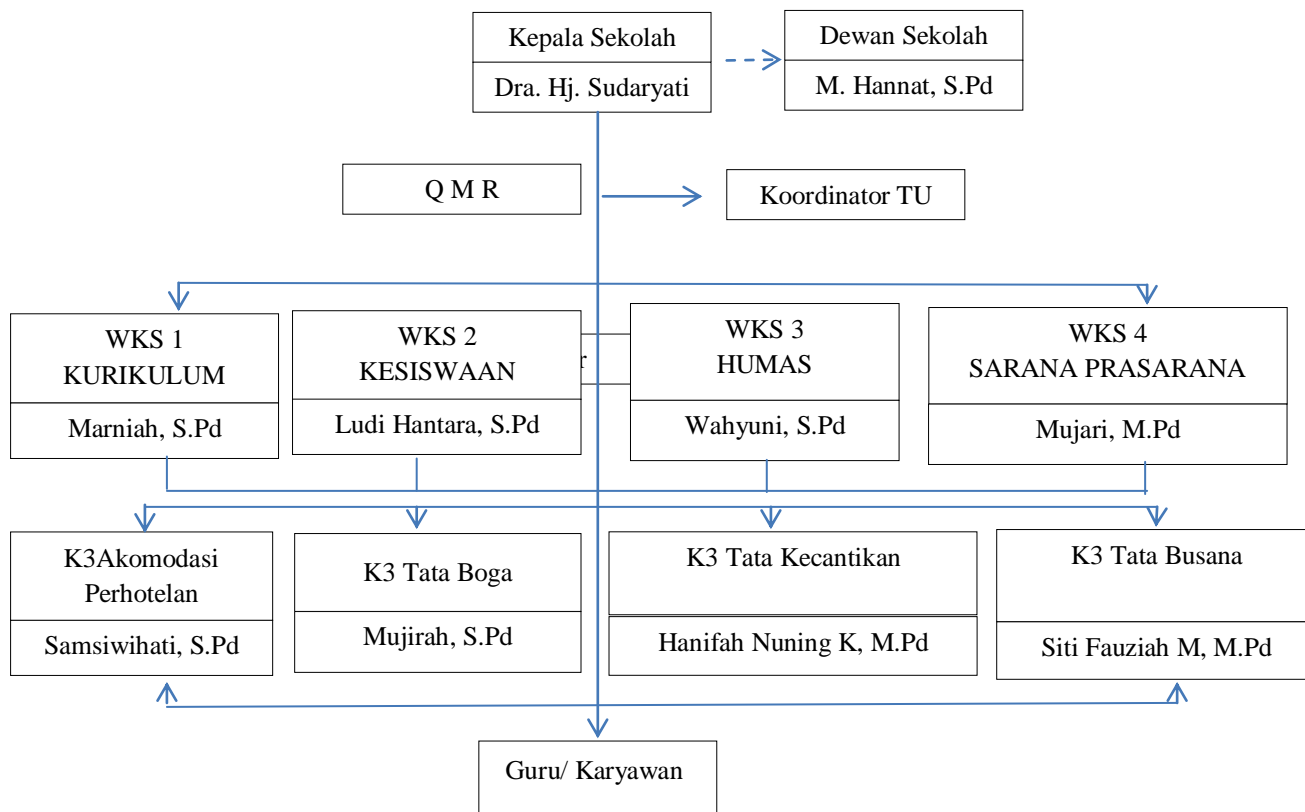 Kepala Sekolah
Dra. Hj. Sudaryati
Dewan Sekolah
M. Hannat, S.Pd
Q M R
Koordinator TU
WKS 1
KURIKULUM
Marniah, S.Pd
WKS 2
KESISWAAN
Ludi Hantara, S.Pd
r
WKS 3
HUMAS
Wahyuni, S.Pd
WKS 4
SARANA PRASARANA
Mujari, M.Pd
K3Akomodasi
Perhotelan
Samsiwihati, S.Pd
K3 Tata Boga
Mujirah, S.Pd
K3 Tata Kecantikan
Hanifah Nuning K, M.Pd
K3 Tata Busana
Siti Fauziah M, M.Pd
Guru/ Karyawan